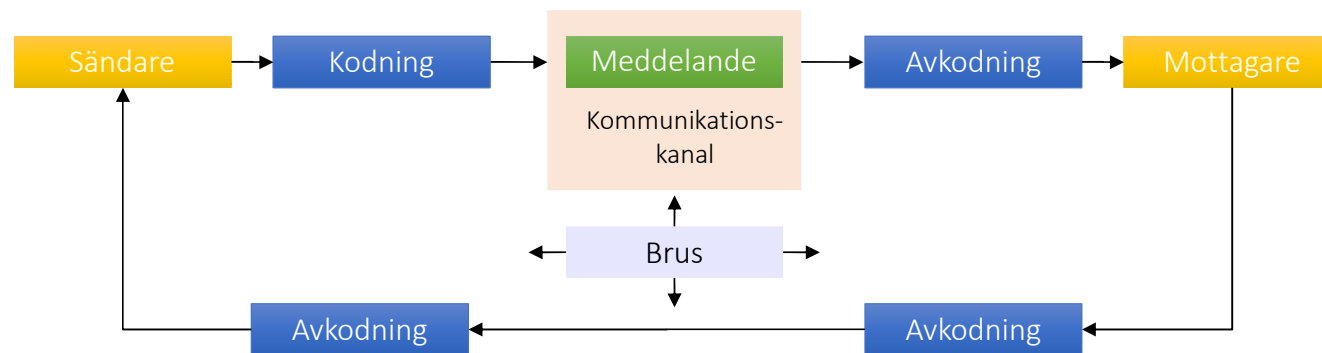 Sändare
Kodning
Meddelande
Avkodning
Mottagare
Kommunikations-
kanal
Brus
Avkodning
Avkodning